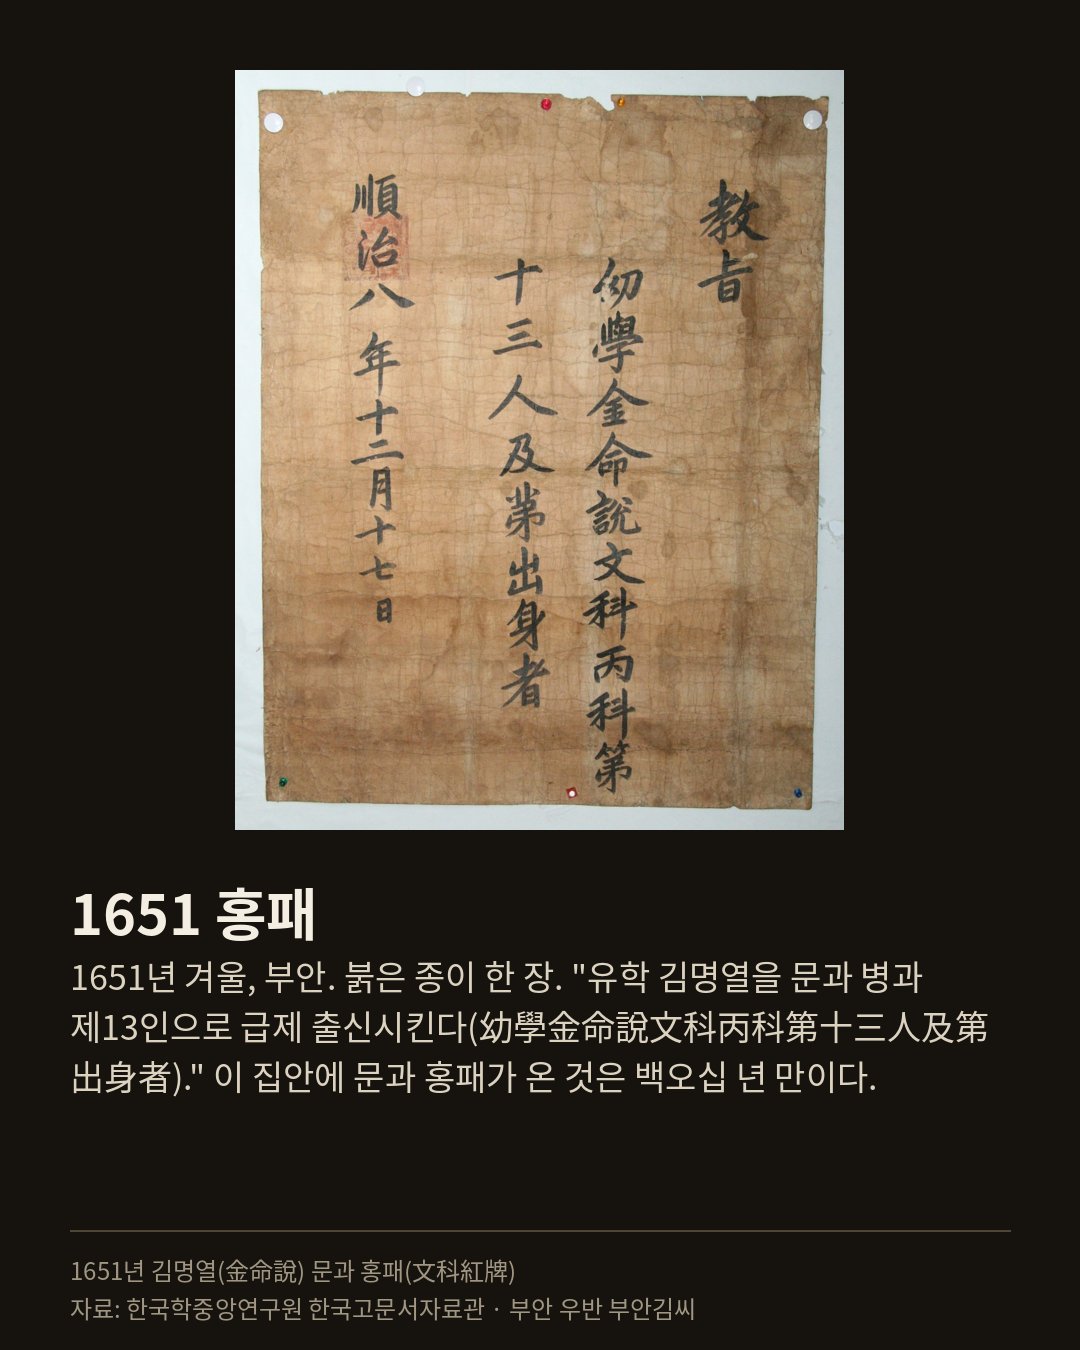 教旨
幼學金命說文科丙科第
十三人及第出身者
順治八年十二月十七日
1651 홍패
1651년 겨울, 부안. 붉은 종이 한 장. "유학 김명열을 문과 병과
제13인으로 급제 출신시킨다(幼學金命說文科丙科第十三人及第
出身者)." 이 집안에 문과 홍패가 온 것은 백오십 년 만이다.
1651년 김명열(金命說) 문과 홍패(文科紅牌)
자료: 한국학중앙연구원 한국고문서자료관 · 부안 우반 부안김씨